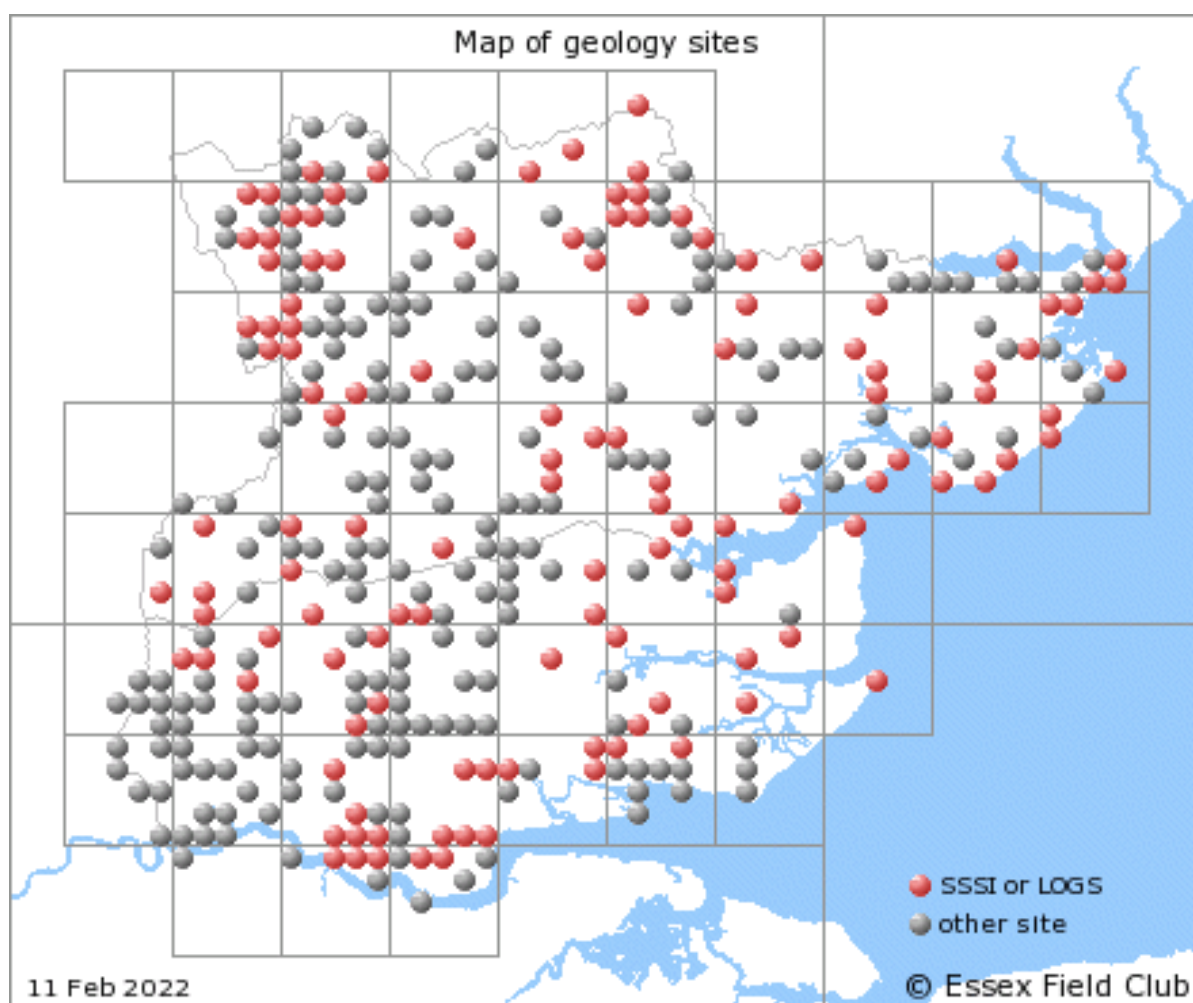 Map of geology sites
SSSI or LOGS
other site
11 Feb 2022
© Essex Field Club